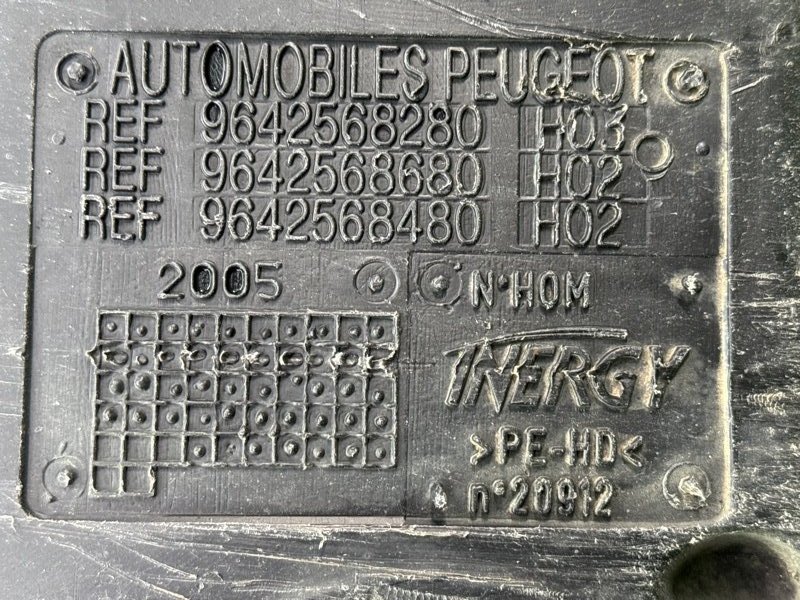 AUTOMOBILES PEUGEOT
REF 9642568280 H03
REF 9642568680 H02
REF 9642568480 H02
2005
N°HOM
INERGY
>PE-HD<
n°20912